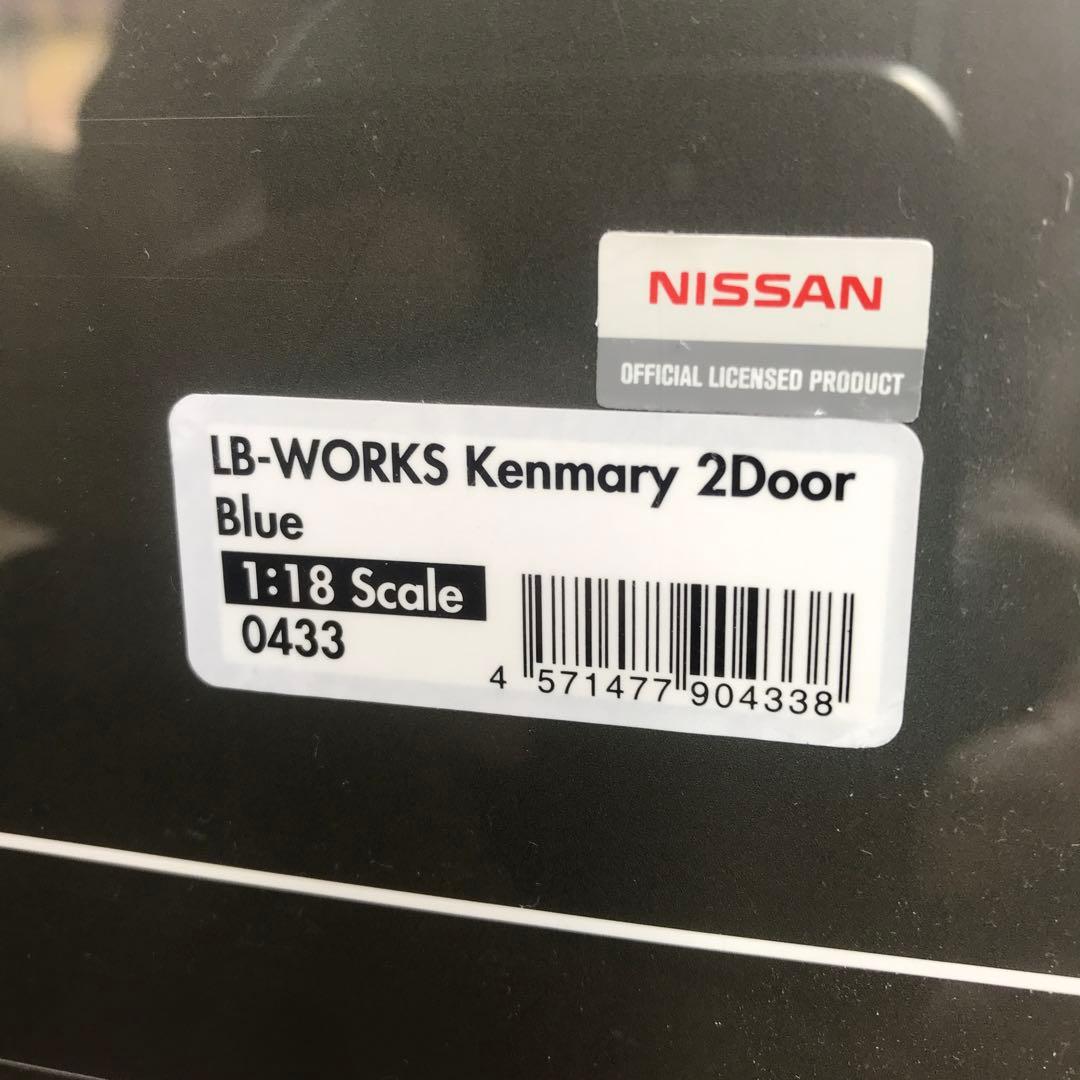 NISSAN
OFFICIAL LICENSED PRODUCT
LB-WORKS Kenmary 2Door
Blue
1:18 Scale
0433
4 571477 904338